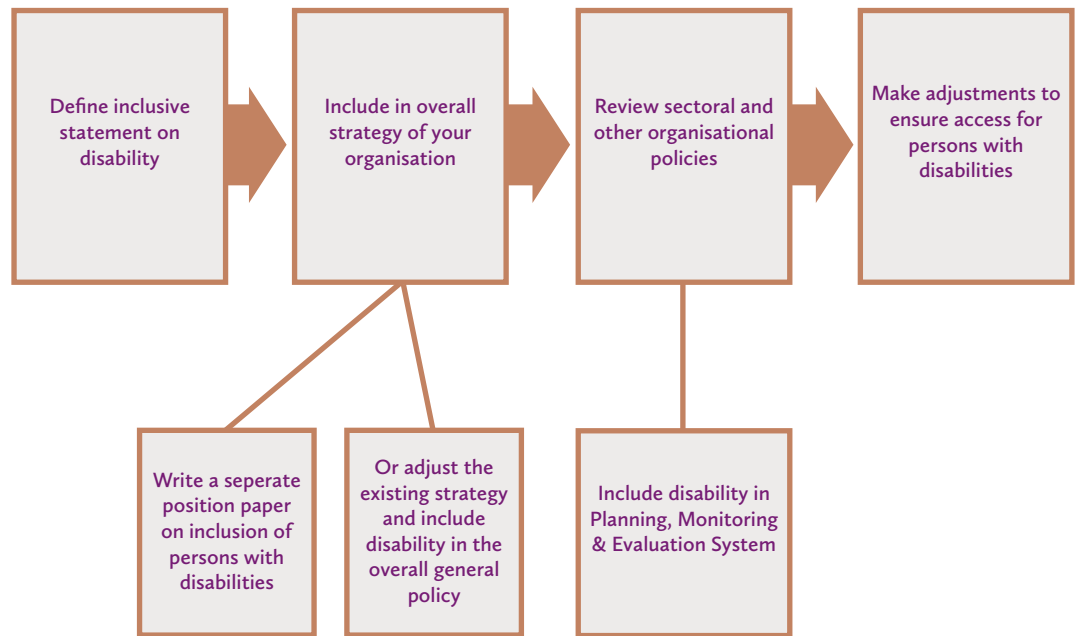 Define inclusive
statement on
disability
Include in overall
strategy of your
organisation
Review sectoral and
other organisational
policies
Make adjustments to
ensure access for
persons with
disabilities
Write a seperate
position paper
on inclusion of
persons with
disabilities
Or adjust the
existing strategy
and include
disability in the
overall general
policy
Include disability in
Planning, Monitoring
& Evaluation System